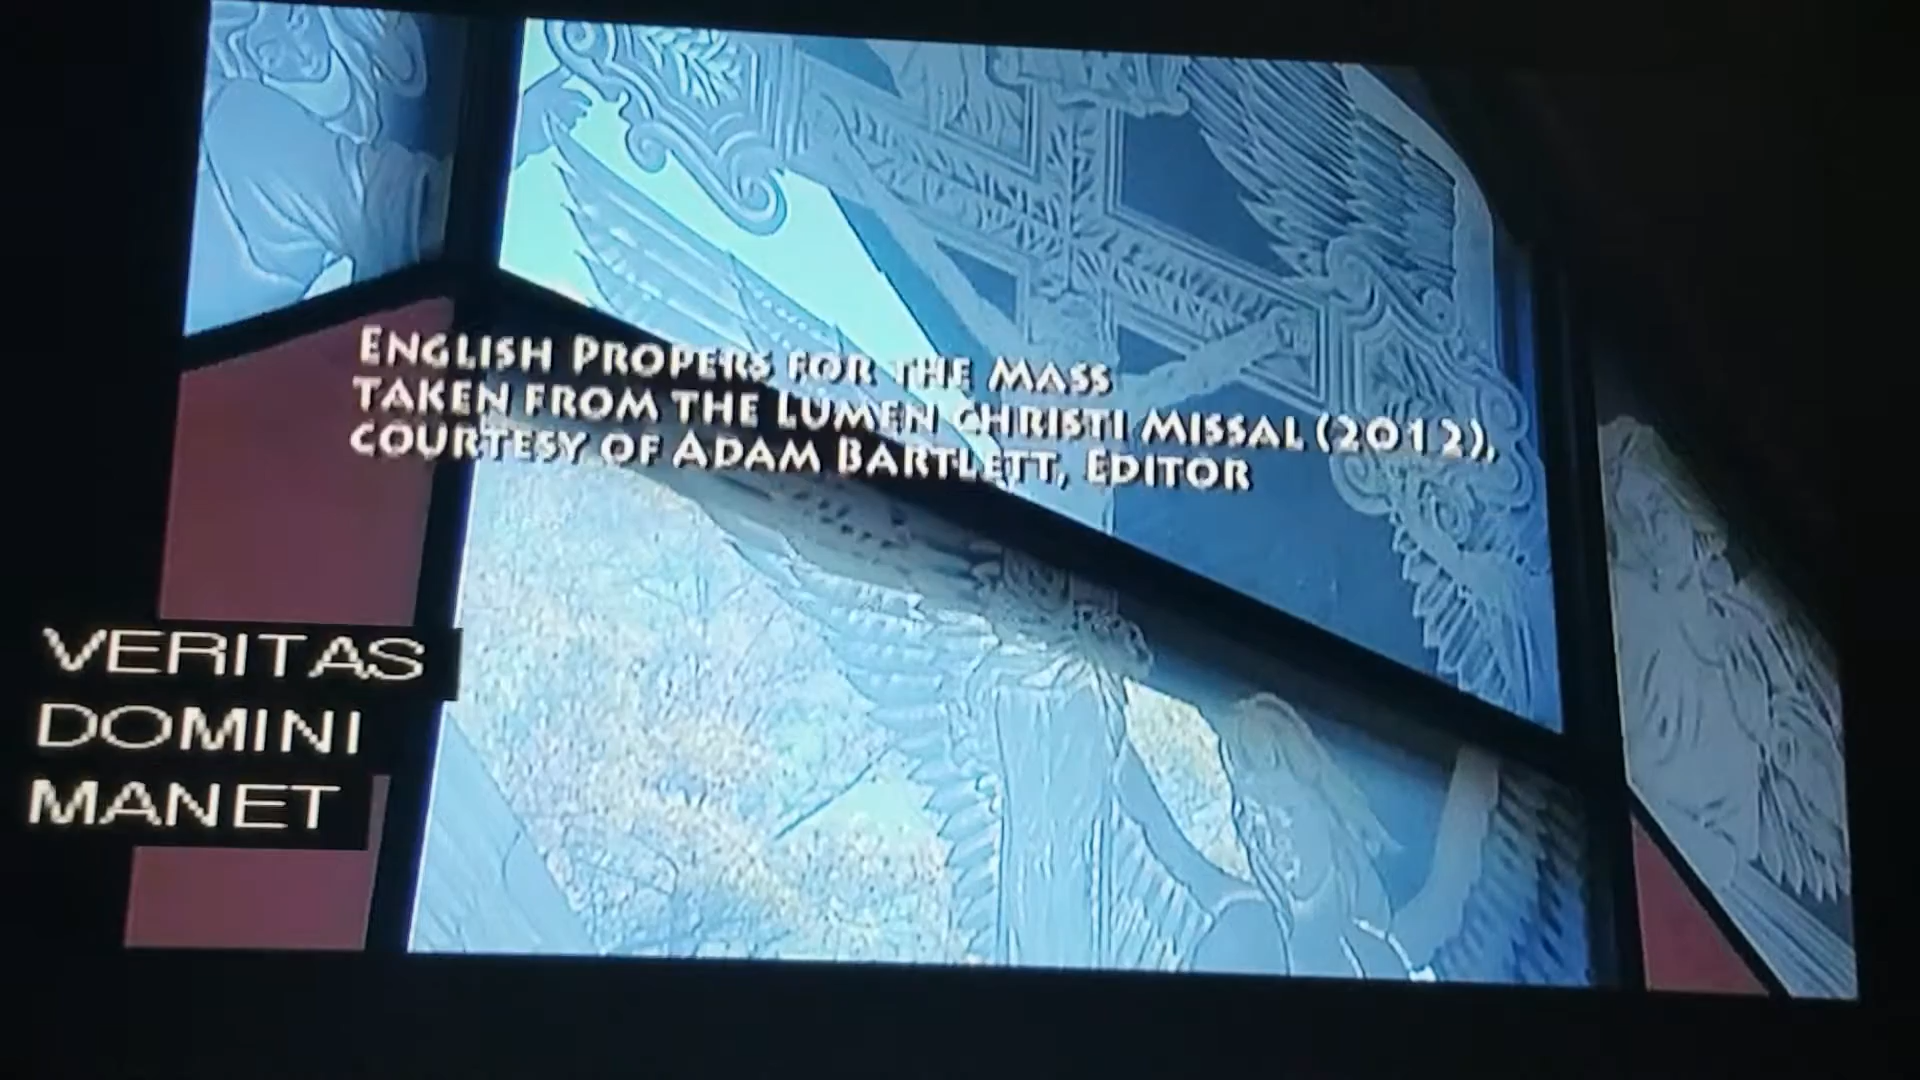 ENGLISH PROPERS FOR THE MASS
TAKEN FROM THE LUMEN CHRISTI MISSAL (2012),
COURTESY OF ADAM BARTLETT, EDITOR
VERITAS
DOMINI
MANET